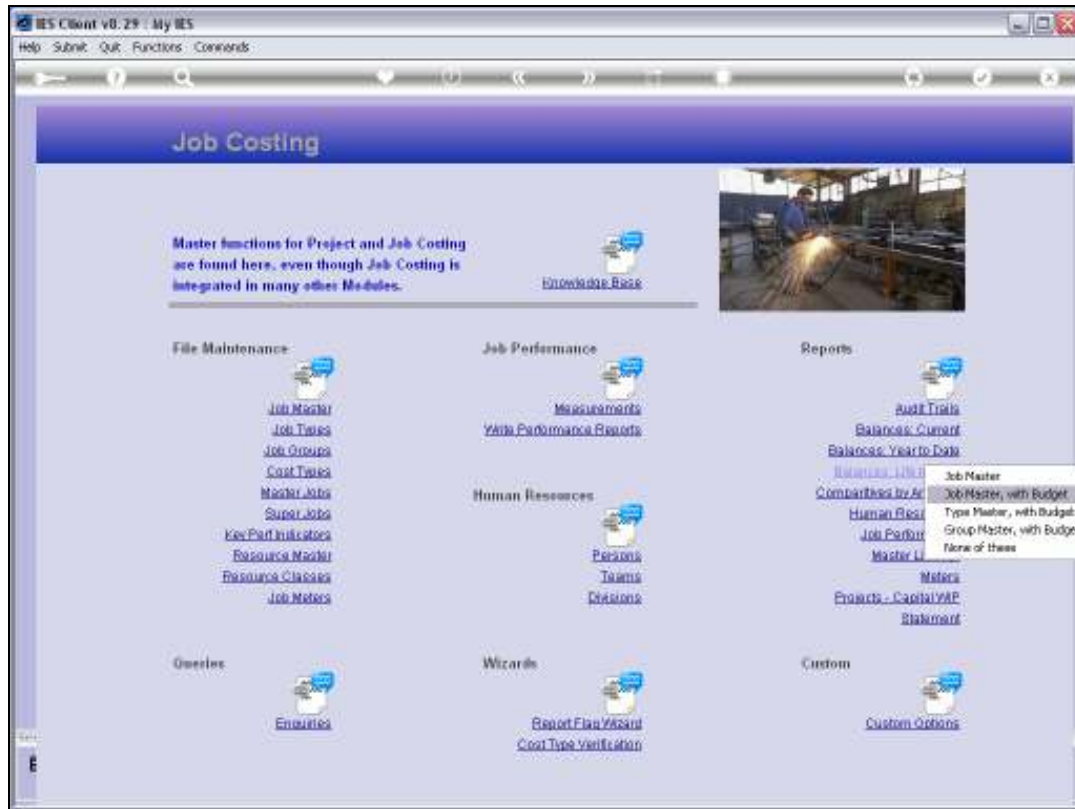 IES Client v8.29 : My IES
Help Submit Quit Functions Commands
Job Costing
Master functions for Project and Job Costing
are found here, even though Job Costing is
integrated in many other Modules.
Knowledge Base
File Maintenance
Job Master
Job Types
Job Groups
Cost Types
Master Jobs
Super Jobs
Key Perf Indicators
Resource Master
Resource Classes
Job Meters
Job Performance
Measurements
Write Performance Reports
Human Resources
Persons
Teams
Divisions
Reports
Audit Trails
Balances: Current
Balances: Year to Date
Balances: Life
Comparitives by
Human
Job
Master
Meters
Projects - Capital WIP
Statement
Job Master
Job Master, with Budget
Type Master, with Budget
Group Master, with Budge
None of these
Queries
Enquiries
Wizards
Report Flag Wizard
Cost Type Verification
Custom
Custom Options